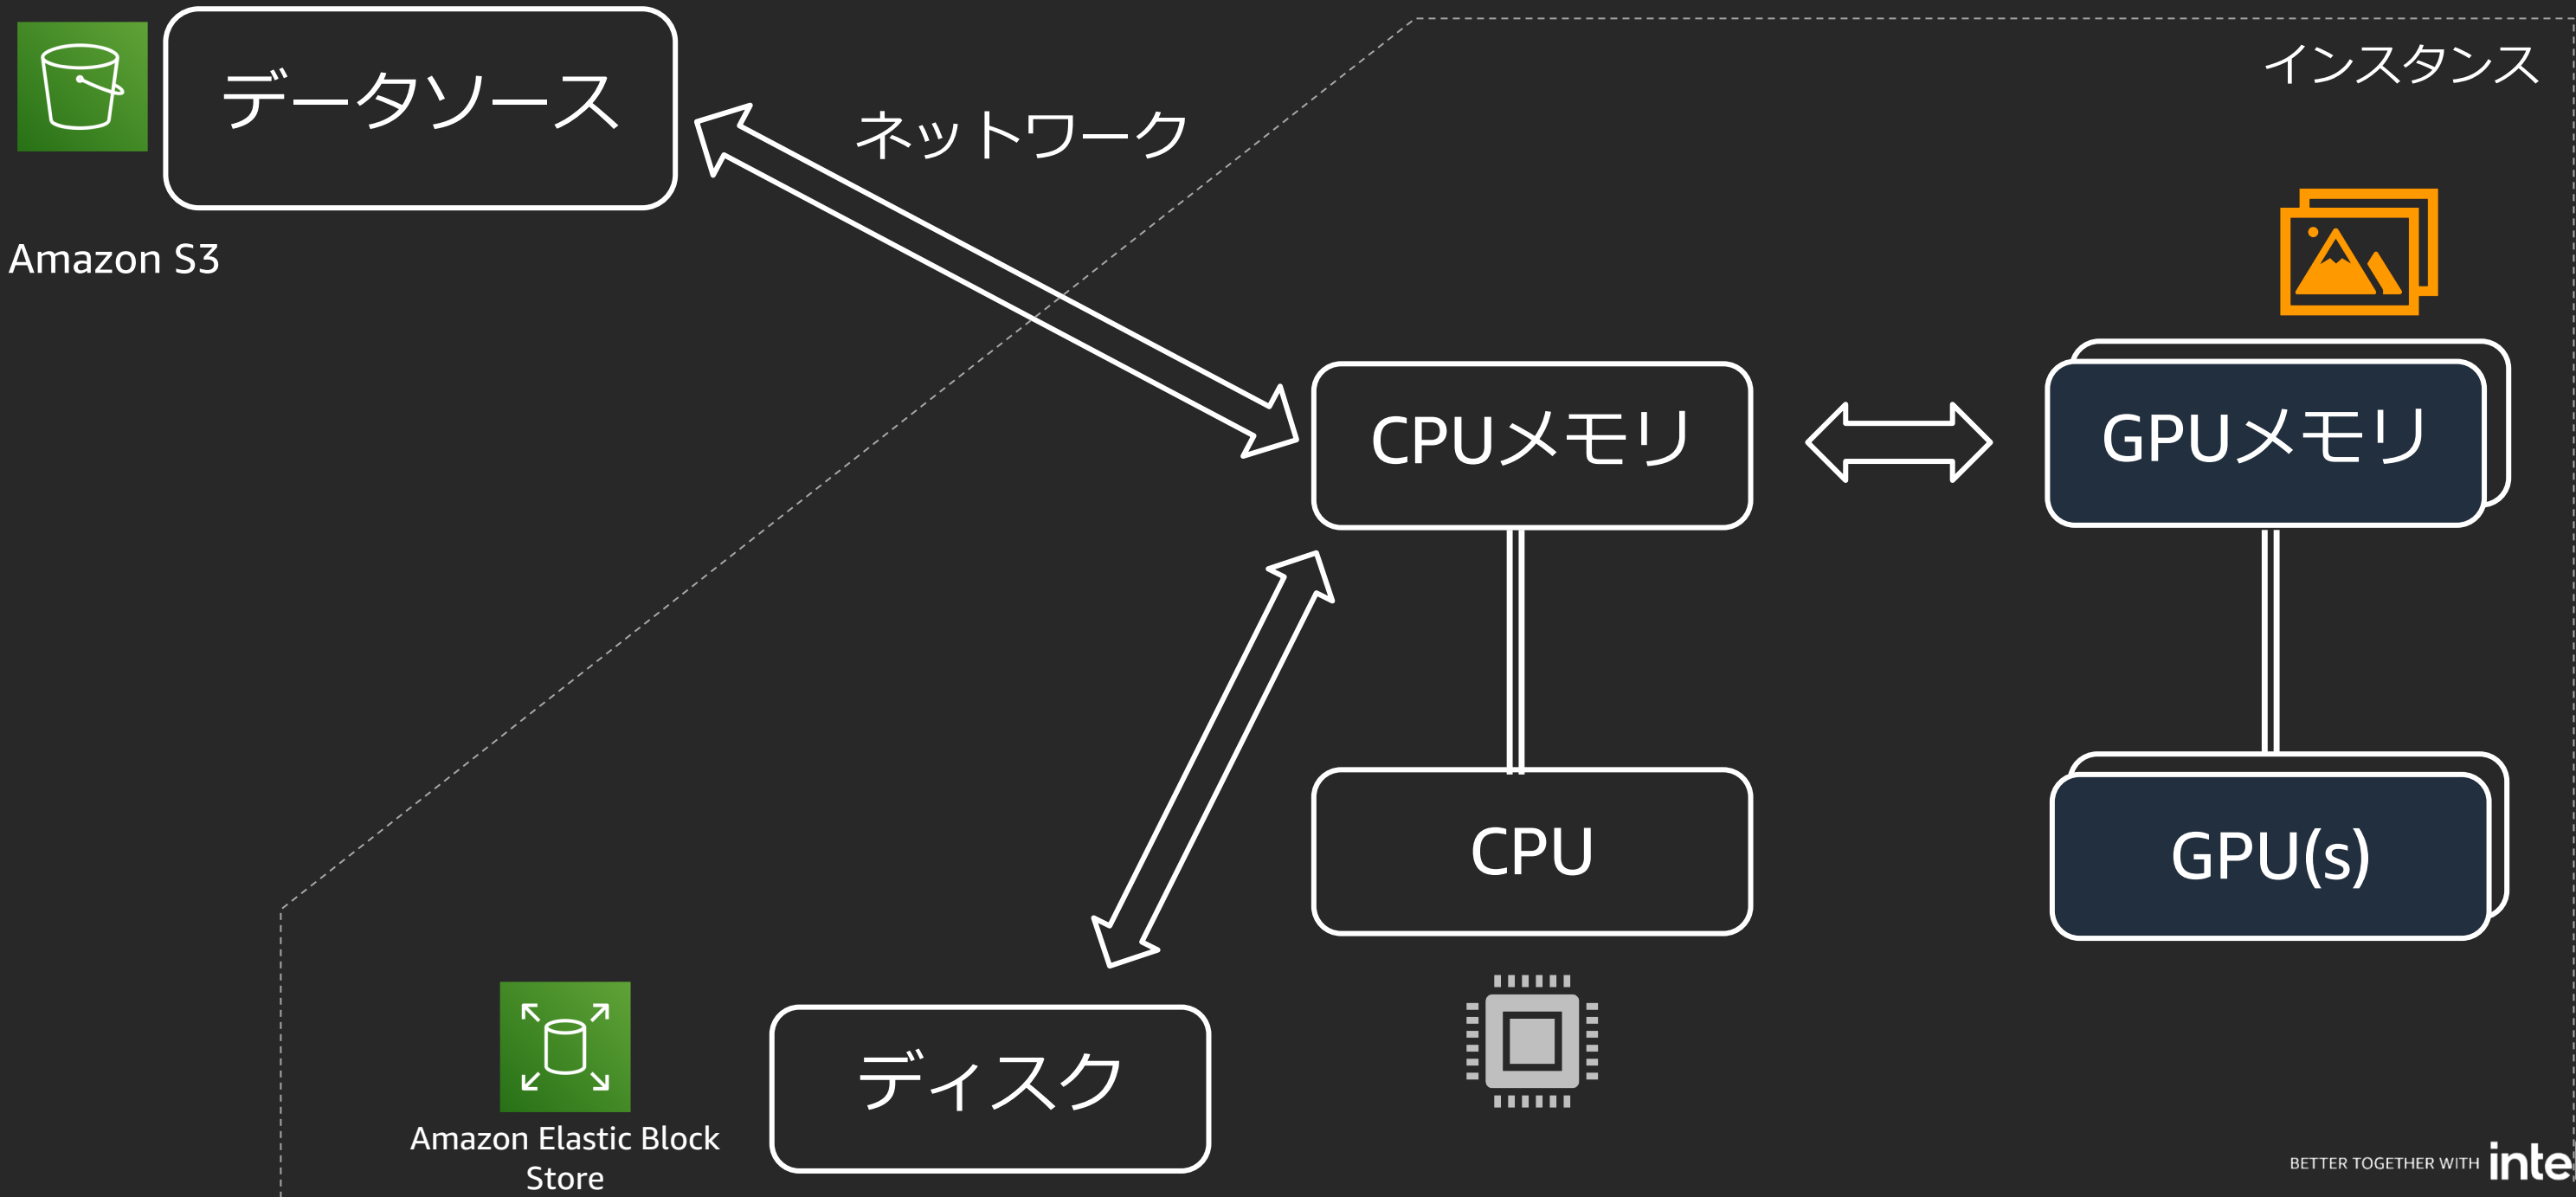 データソース
インスタンス
ネットワーク
Amazon S3
CPUメモリ
GPUメモリ
CPU
GPU(s)
ディスク
Amazon Elastic Block
Store
BETTER TOGETHER WITH inte